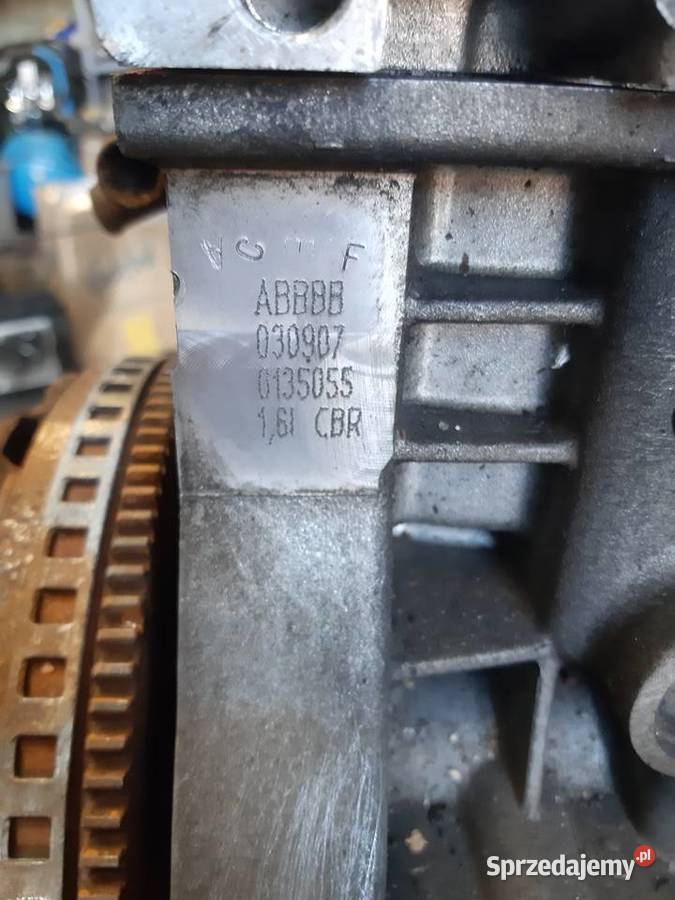 A C E F
ABBBB
030907
0135055
1,6l CBR
Sprzedajemy.pl